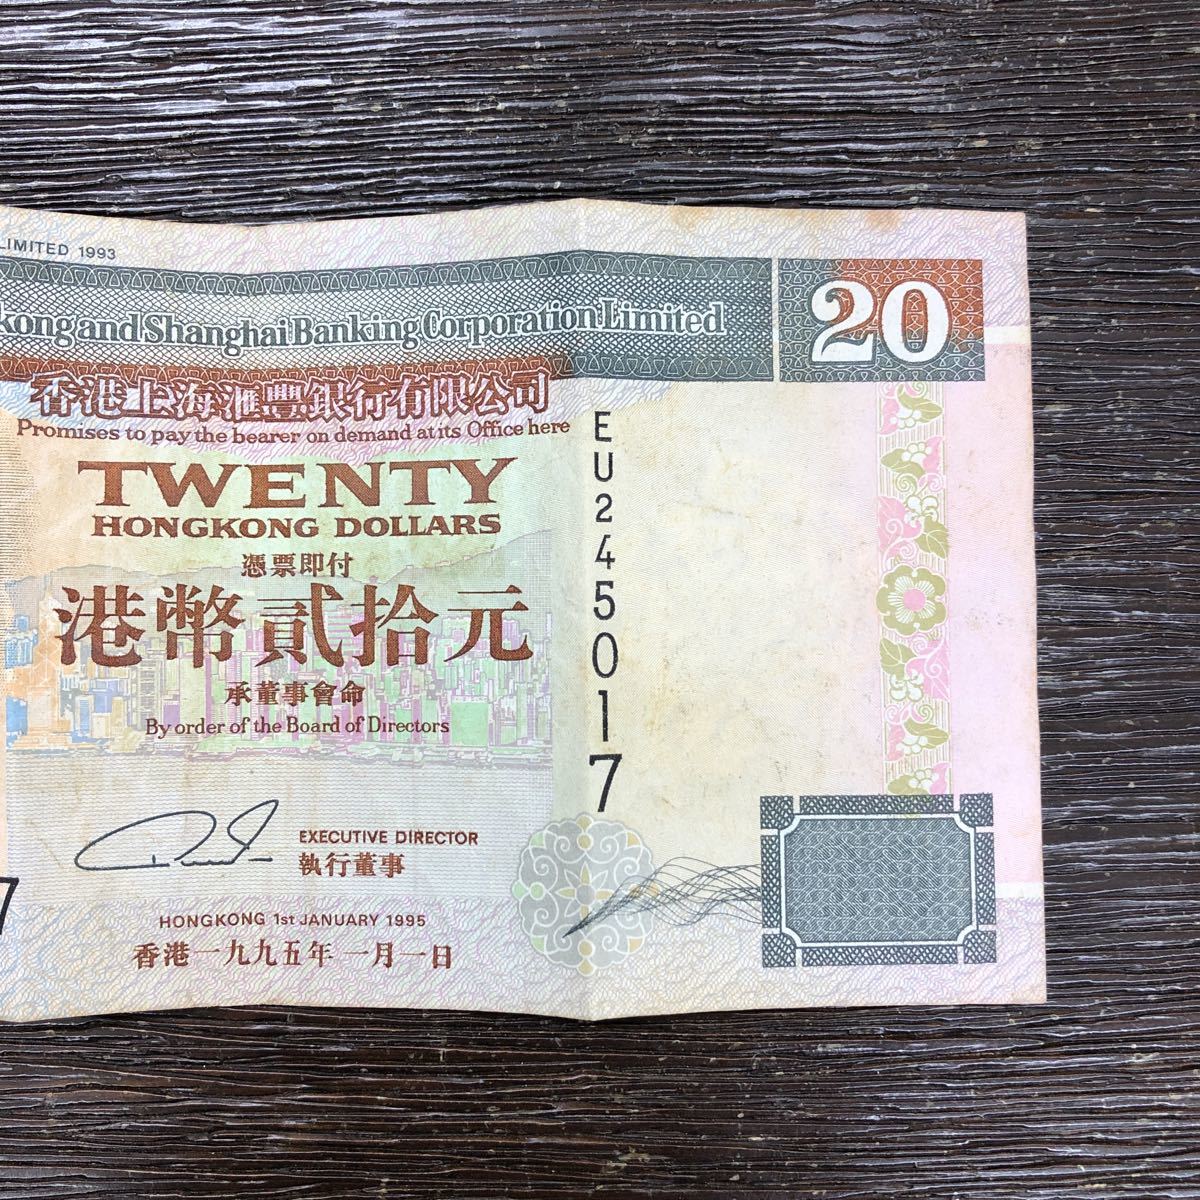 LIMITED 1993
kong and Shanghai Banking Corporation Limited
20
香港上海滙豐銀行有限公司
Promises to pay the bearer on demand at its Office here
TWENTY
HONGKONG DOLLARS
憑票即付
港幣貳拾元
承董事會命
By order of the Board of Directors
EU245017
EXECUTIVE DIRECTOR
執行董事
7
HONGKONG 1st JANUARY 1995
香港一九九五年一月一日